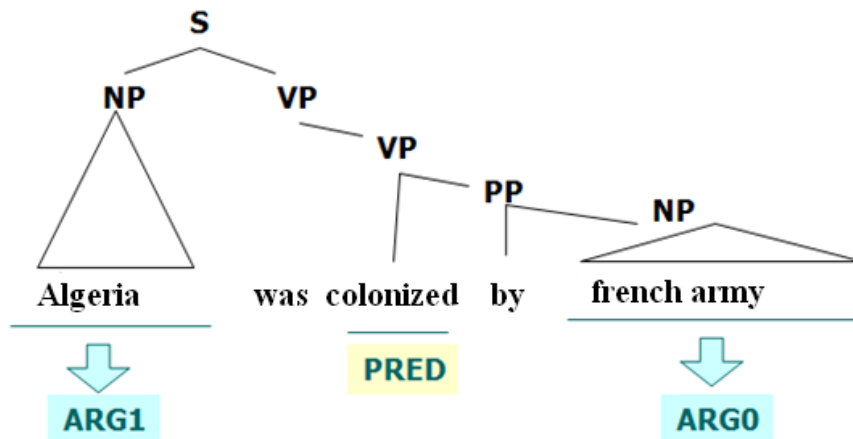 S
NP VP
VP
PP NP
Algeria was colonized by french army
PRED
ARG1 ARG0